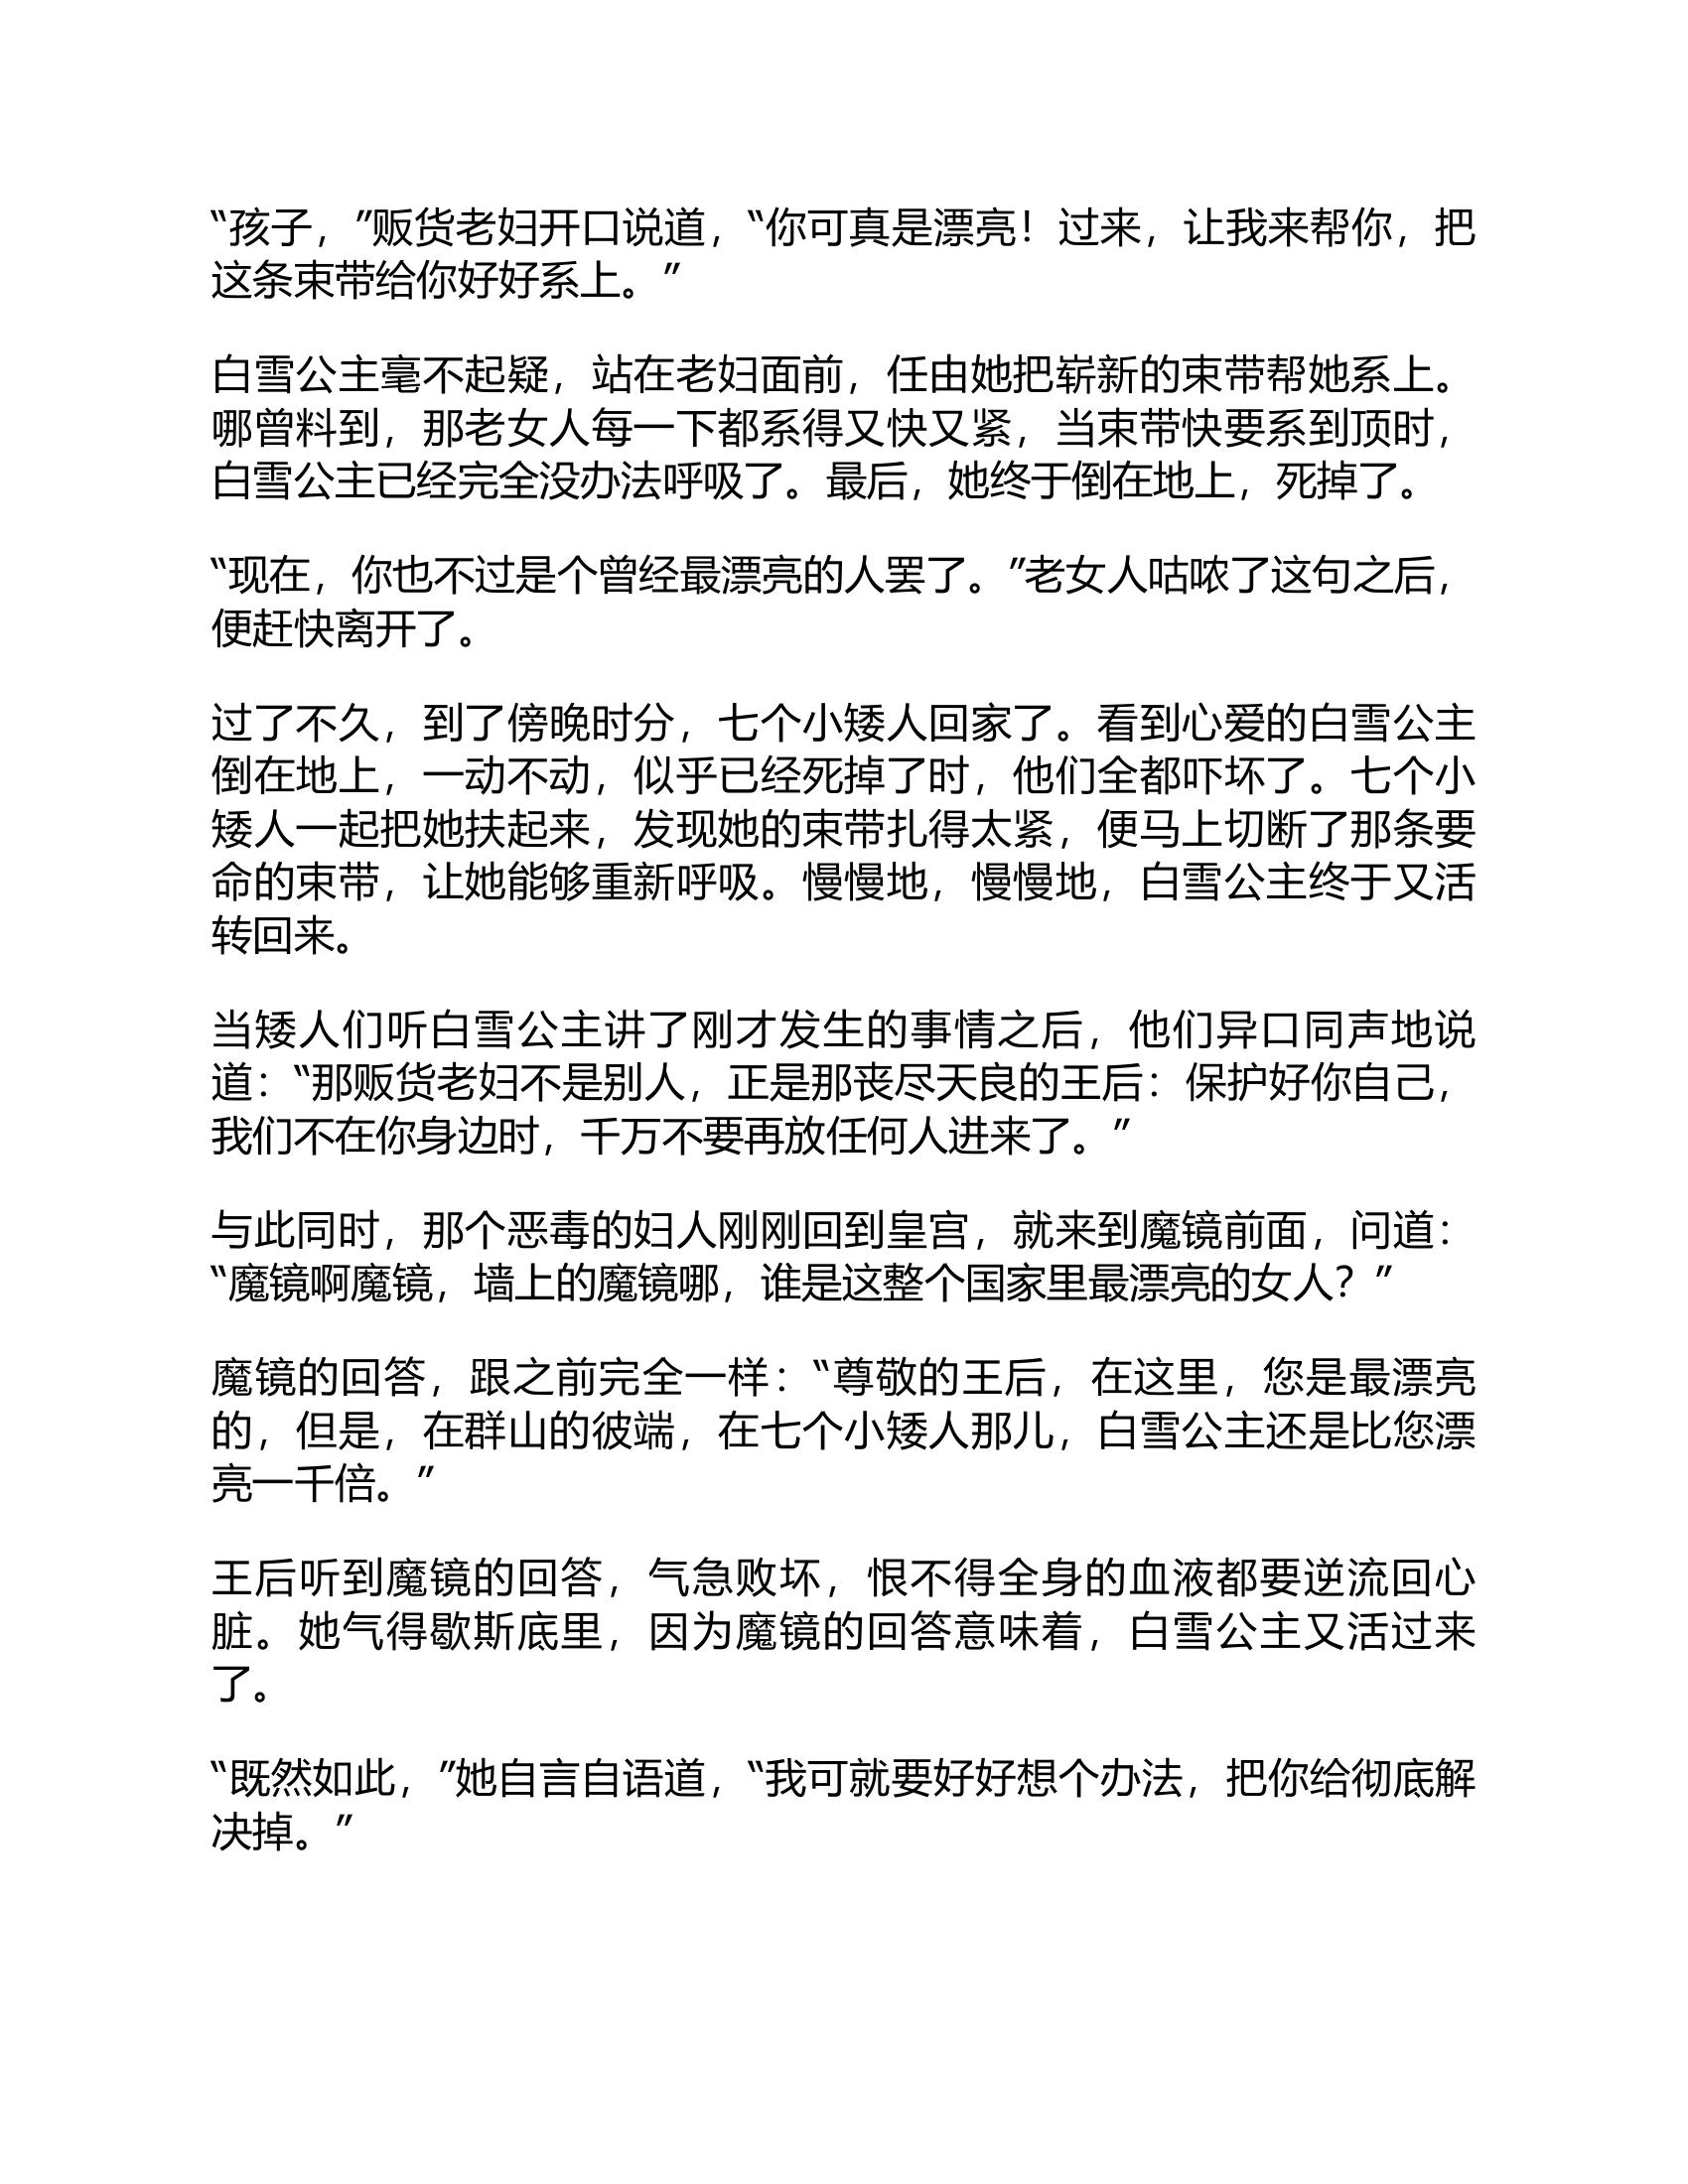 “孩子，”贩货老妇开口说道，“你可真是漂亮！过来，让我来帮你，把
这条束带给你好好系上。”
白雪公主毫不起疑，站在老妇面前，任由她把崭新的束带帮她系上。
哪曾料到，那老女人每一下都系得又快又紧，当束带快要系到顶时，
白雪公主已经完全没办法呼吸了。最后，她终于倒在地上，死掉了。
“现在，你也不过是个曾经最漂亮的人罢了。”老女人咕哝了这句之后，
便赶快离开了。
过了不久，到了傍晚时分，七个小矮人回家了。看到心爱的白雪公主
倒在地上，一动不动，似乎已经死掉了时，他们全都吓坏了。七个小
矮人一起把她扶起来，发现她的束带扎得太紧，便马上切断了那条要
命的束带，让她能够重新呼吸。慢慢地，慢慢地，白雪公主终于又活
转回来。
当矮人们听白雪公主讲了刚才发生的事情之后，他们异口同声地说
道：“那贩货老妇不是别人，正是那丧尽天良的王后：保护好你自己，
我们不在你身边时，千万不要再放任何人进来了。”
与此同时，那个恶毒的妇人刚刚回到皇宫，就来到魔镜前面，问道：
“魔镜啊魔镜，墙上的魔镜哪，谁是这整个国家里最漂亮的女人？”
魔镜的回答，跟之前完全一样：“尊敬的王后，在这里，您是最漂亮
的，但是，在群山的彼端，在七个小矮人那儿，白雪公主还是比您漂
亮一千倍。”
王后听到魔镜的回答，气急败坏，恨不得全身的血液都要逆流回心
脏。她气得歇斯底里，因为魔镜的回答意味着，白雪公主又活过来
了。
“既然如此，”她自言自语道，“我可就要好好想个办法，把你给彻底解
决掉。”